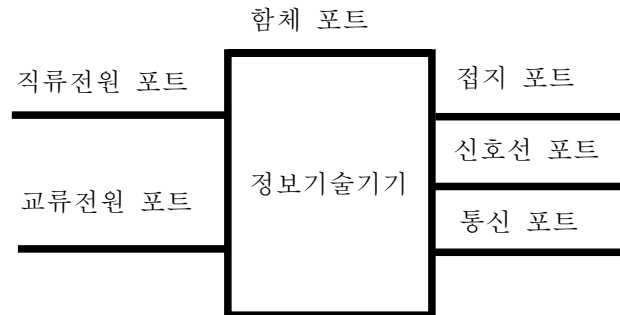 함체 포트
직류전원 포트
접지 포트
신호선 포트
정보기술기기
교류전원 포트
통신 포트